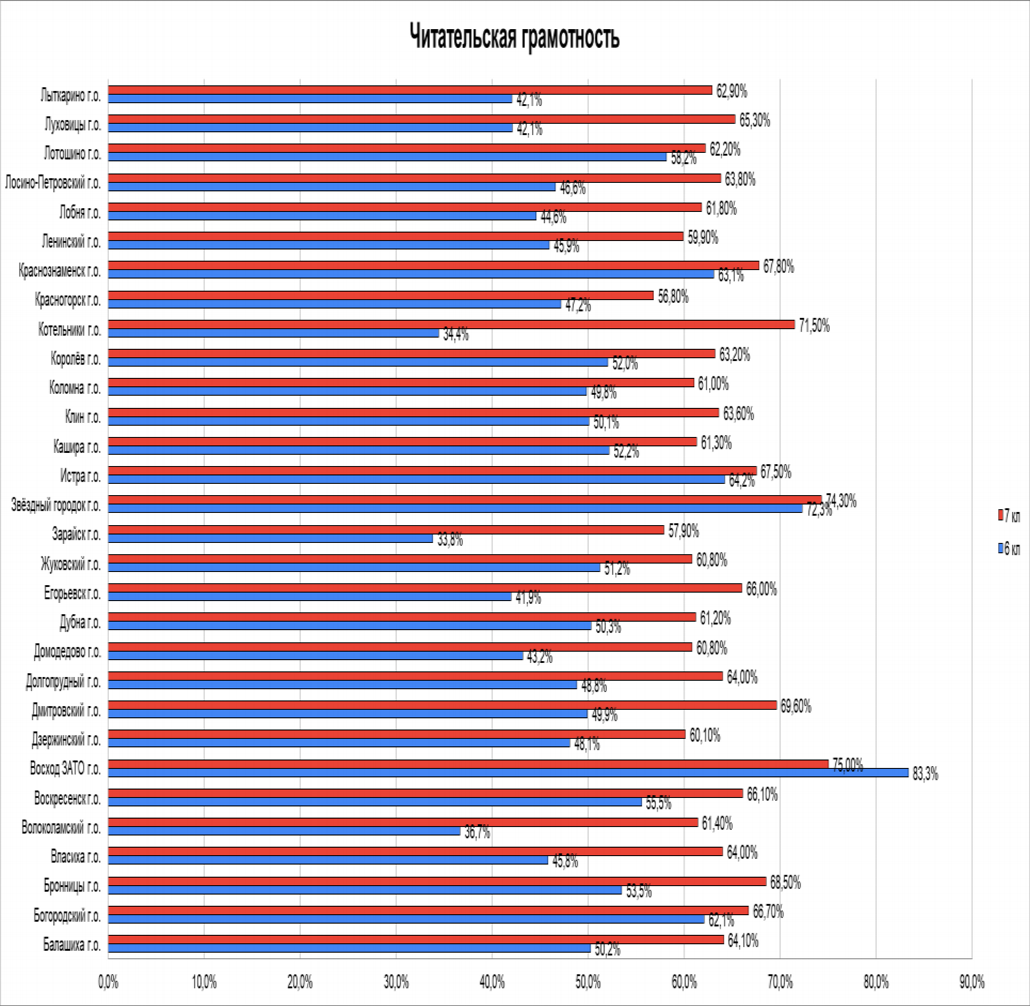 Читательская грамотность
Лыткарино г.о. 62,90%
42,1%
Луховицы г.о. 65,30%
42,1%
Лотошино г.о. 62,20%
58,2%
Лосино-Петровский г.о. 63,80%
46,6%
Лобня г.о. 61,80%
44,6%
Ленинский г.о. 59,90%
45,9%
Краснознаменск г.о. 67,80%
63,1%
Красногорск г.о. 56,80%
47,2%
Котельники г.о. 71,50%
34,4%
Королёв г.о. 63,20%
52,0%
Коломна г.о. 61,00%
49,8%
Клин г.о. 63,60%
50,1%
Кашира г.о. 61,30%
52,2%
Истра г.о. 67,50%
64,2%
Звёздный городок г.о. 74,30%
72,3%
Зарайск г.о. 57,90%
33,8%
Жуковский г.о. 60,80%
51,2%
Егорьевск г.о. 66,00%
41,9%
Дубна г.о. 61,20%
50,3%
Домодедово г.о. 60,80%
43,2%
Долгопрудный г.о. 64,00%
48,8%
Дмитровский г.о. 69,60%
49,9%
Дзержинский г.о. 60,10%
48,1%
Восход ЗАТО г.о. 75,00%
83,3%
Воскресенск г.о. 66,10%
55,5%
Волоколамский г.о. 61,40%
36,7%
Власиха г.о. 64,00%
45,8%
Бронницы г.о. 68,50%
53,5%
Богородский г.о. 66,70%
62,1%
Балашиха г.о. 64,10%
50,2%
0,0% 10,0% 20,0% 30,0% 40,0% 50,0% 60,0% 70,0% 80,0% 90,0%
7 кл
6 кл